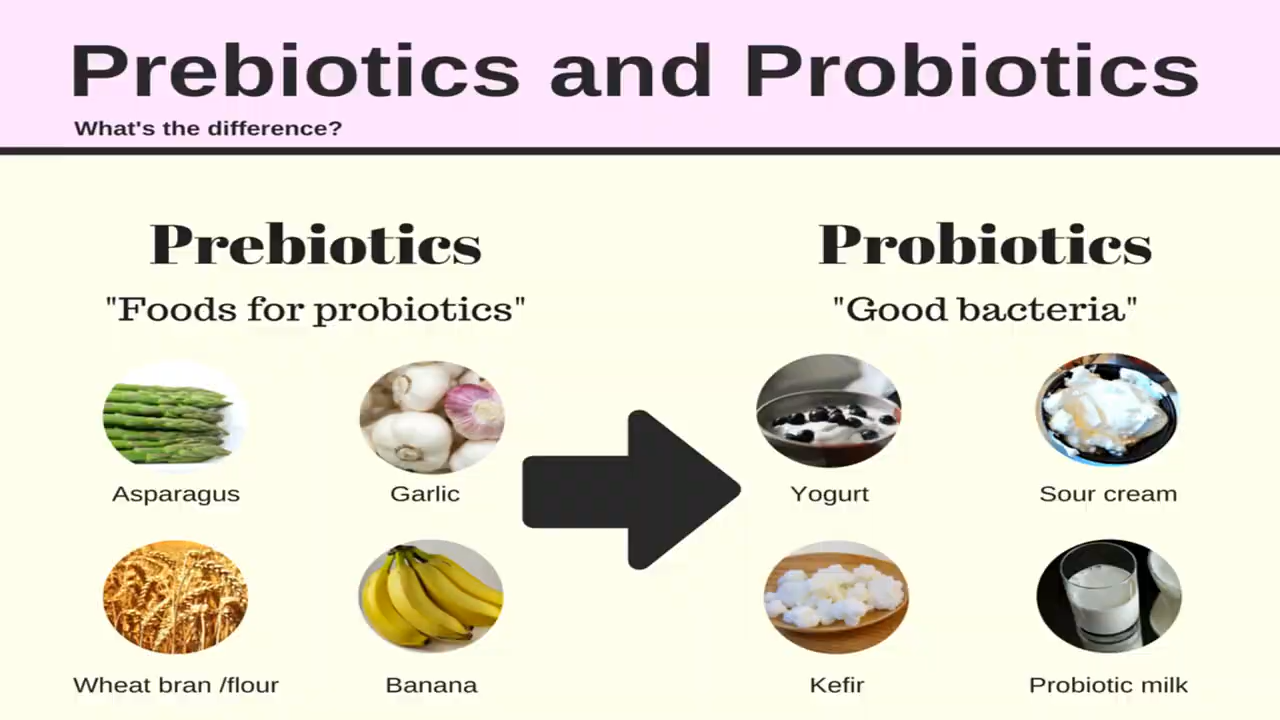 Prebiotics and Probiotics
What's the difference?
Prebiotics
"Foods for probiotics"
Asparagus
Garlic
Wheat bran /flour
Banana
Probiotics
"Good bacteria"
Yogurt
Sour cream
Kefir
Probiotic milk